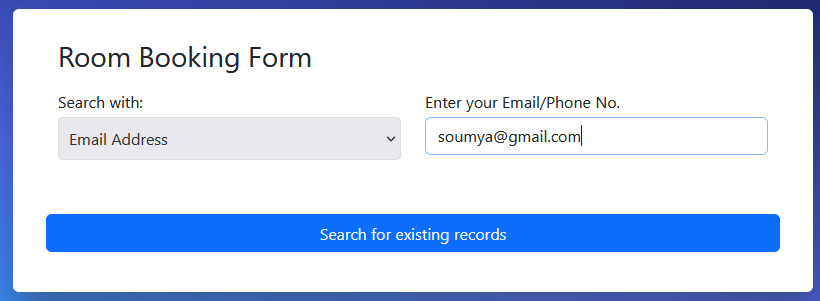 Room Booking Form
Search with:
Enter your Email/Phone No.
Email Address
soumya@gmail.com
Search for existing records